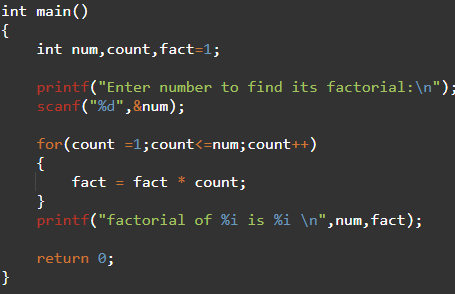 int main()
{
    int num,count,fact=1;

    printf("Enter number to find its factorial:\n");
    scanf("%d",&num);

    for(count =1;count<=num;count++)
    {
        fact = fact * count;
    }
    printf("factorial of %i is %i \n",num,fact);

    return 0;
}